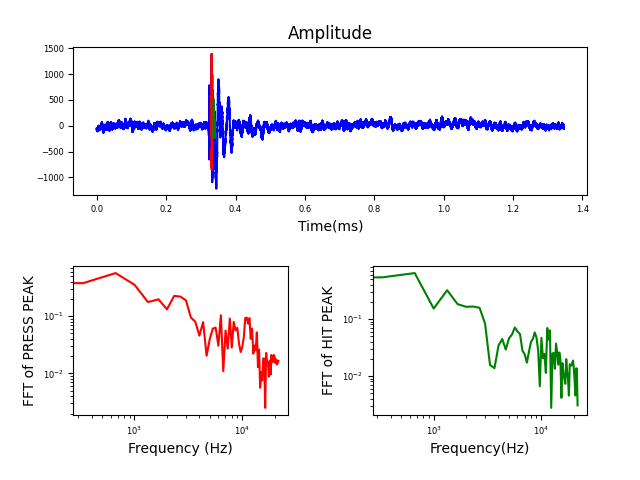 Amplitude
1500
1000
500
0
−500
−1000
0.0 0.2 0.4 0.6 0.8 1.0 1.2 1.4
Time(ms)
FFT of PRESS PEAK
10⁻¹
10⁻²
10³ 10⁴
Frequency (Hz)
FFT of HIT PEAK
10⁻¹
10⁻²
10³ 10⁴
Frequency(Hz)